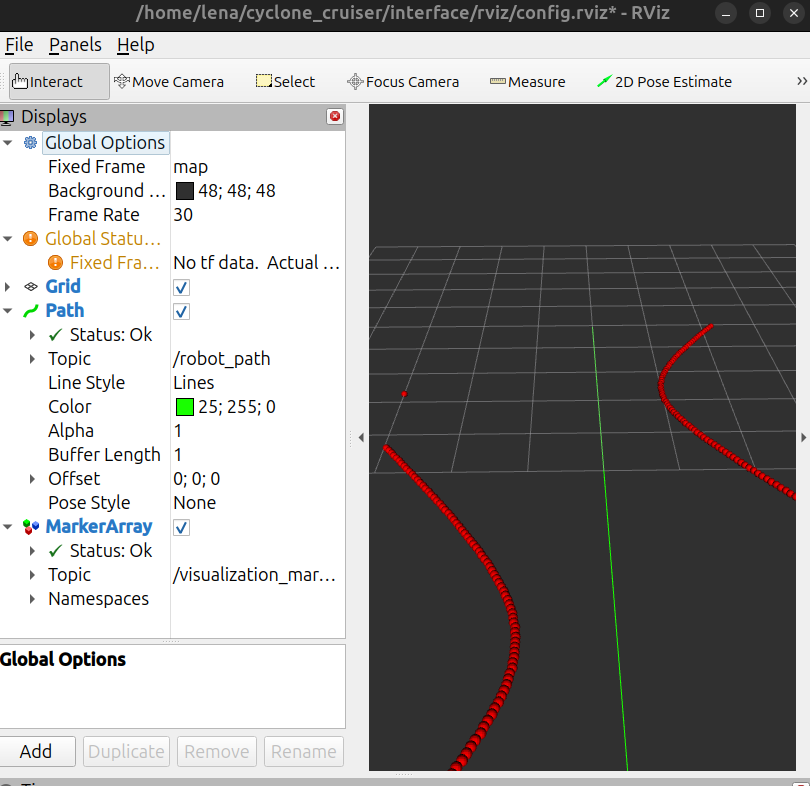 /home/lena/cyclone_cruiser/interface/rviz/config.rviz* - RViz
File Panels Help
Interact Move Camera Select Focus Camera Measure 2D Pose Estimate »
Displays
Global Options
Fixed Frame map
Background ... 48; 48; 48
Frame Rate 30
Global Statu...
Fixed Fra... No tf data. Actual ...
Grid
Path
Status: Ok
Topic /robot_path
Line Style Lines
Color 25; 255; 0
Alpha 1
Buffer Length 1
Offset 0; 0; 0
Pose Style None
MarkerArray
Status: Ok
Topic /visualization_mar...
Namespaces
Global Options
Add Duplicate Remove Rename